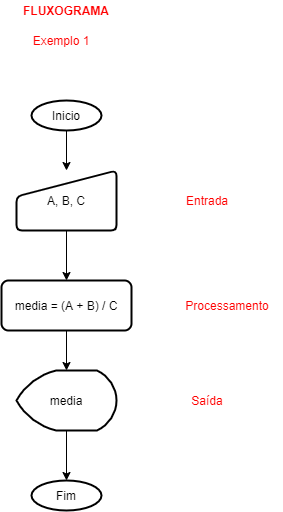 FLUXOGRAMA
Exemplo 1
Inicio
A, B, C
Entrada
media = (A + B) / C
Processamento
media
Saída
Fim